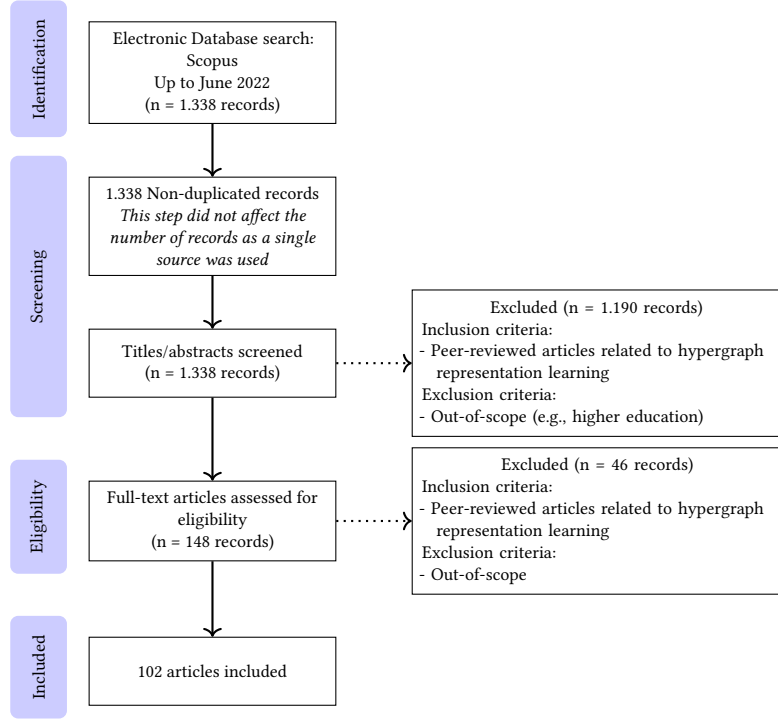 Identification
Electronic Database search:
Scopus
Up to June 2022
(n = 1.338 records)
Screening
1.338 Non-duplicated records
This step did not affect the
number of records as a single
source was used
Titles/abstracts screened
(n = 1.338 records)
Excluded (n = 1.190 records)
Inclusion criteria:
- Peer-reviewed articles related to hypergraph
representation learning
Exclusion criteria:
- Out-of-scope (e.g., higher education)
Eligibility
Full-text articles assessed for
eligibility
(n = 148 records)
Excluded (n = 46 records)
Inclusion criteria:
- Peer-reviewed articles related to hypergraph
representation learning
Exclusion criteria:
- Out-of-scope
Included
102 articles included